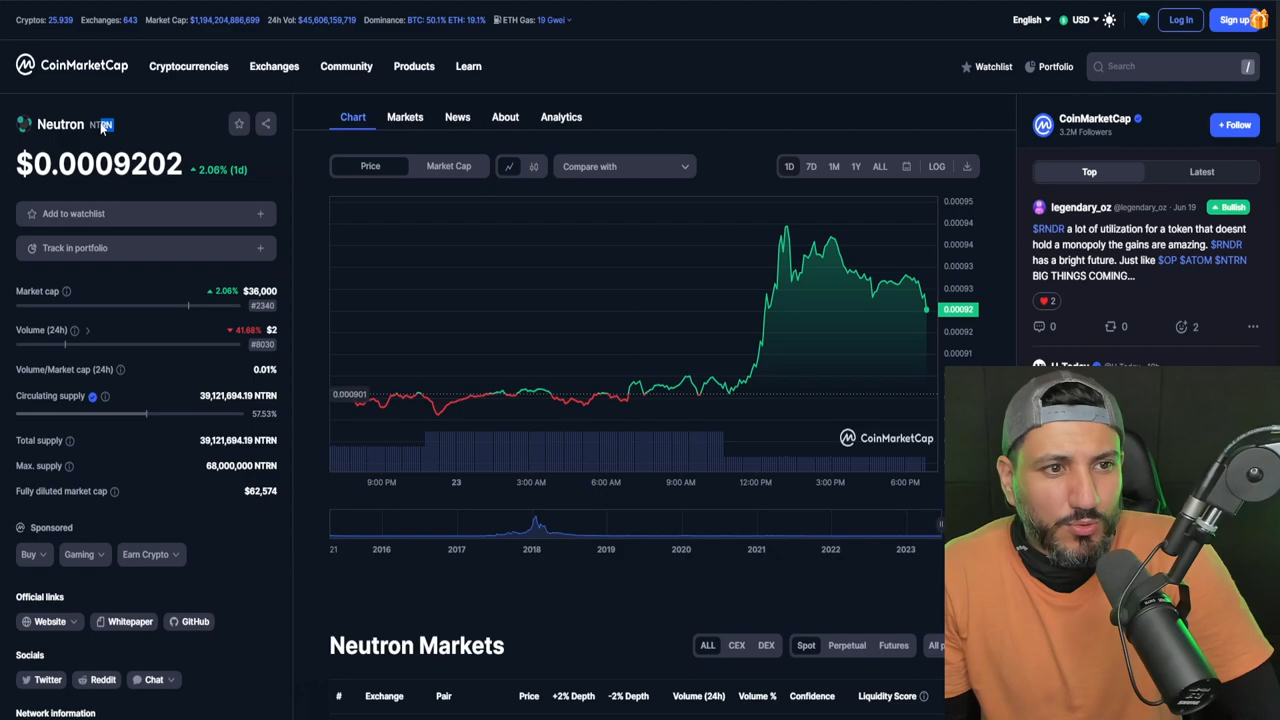 Cryptos: 25.939 Exchanges: 643 Market Cap: $1,194,204,886,699 24h Vol: $45,606,159,719 Dominance: BTC: 50.1% ETH: 19.1% ETH Gas: 19 Gwei
English USD Log In Sign up
CoinMarketCap Cryptocurrencies Exchanges Community Products Learn
Watchlist Portfolio Search /
Neutron NTRN
$0.0009202 2.06% (1d)
Add to watchlist +
Track in portfolio +
Market cap 2.06% $36,000
#2340
Volume (24h) 41.68% $2
#8030
Volume/Market cap (24h) 0.01%
Circulating supply 39,121,694.19 NTRN
57.53%
Total supply 39,121,694.19 NTRN
Max. supply 68,000,000 NTRN
Fully diluted market cap $62,574
Sponsored
Buy Gaming Earn Crypto
Official links
Website Whitepaper GitHub
Socials
Twitter Reddit Chat
Network information
Chart Markets News About Analytics
Price Market Cap Compare with 1D 7D 1M 1Y ALL LOG
0.00095
0.00094
0.00094
0.00093
0.00093
0.00092
0.00092
0.00091
0.000901
CoinMarketCap
9:00 PM 23 3:00 AM 6:00 AM 9:00 AM 12:00 PM 3:00 PM 6:00 PM
21 2016 2017 2018 2019 2020 2021 2022 2023
Neutron Markets ALL CEX DEX Spot Perpetual Futures All p
# Exchange Pair Price +2% Depth -2% Depth Volume (24h) Volume % Confidence Liquidity Score
CoinMarketCap
3.2M Followers
+ Follow
Top Latest
legendary_oz @legendary_oz · Jun 19 Bullish
$RNDR a lot of utilization for a token that doesnt
hold a monopoly the gains are amazing. $RNDR
has a bright future. Just like $OP $ATOM $NTRN
BIG THINGS COMING...
2
0 0 2 ...